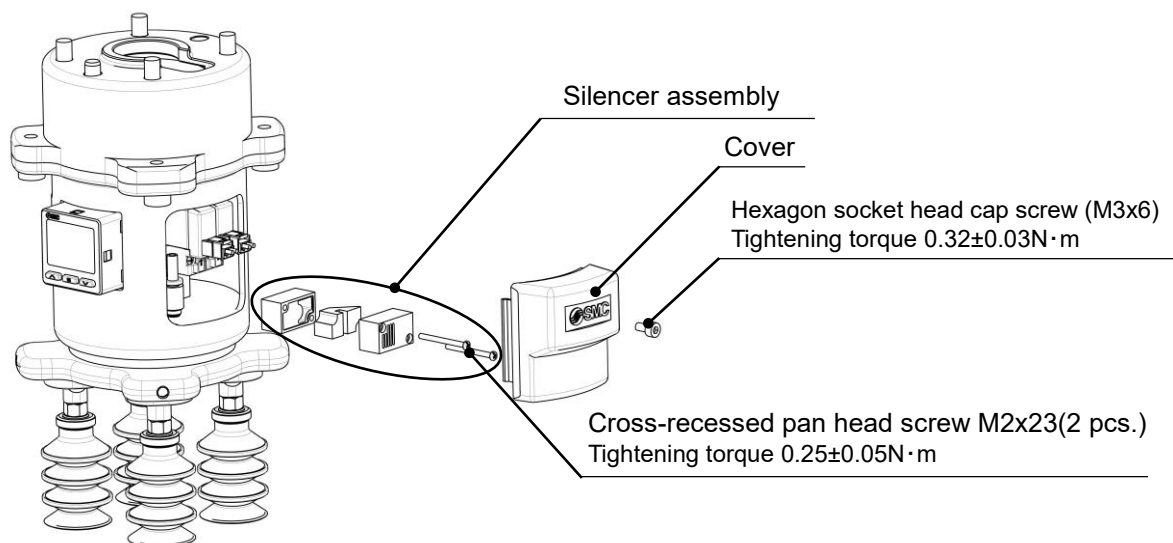 Silencer assembly
Cover
Hexagon socket head cap screw (M3x6)
Tightening torque 0.32±0.03N・m
SMC
Cross-recessed pan head screw M2x23(2 pcs.)
Tightening torque 0.25±0.05N・m